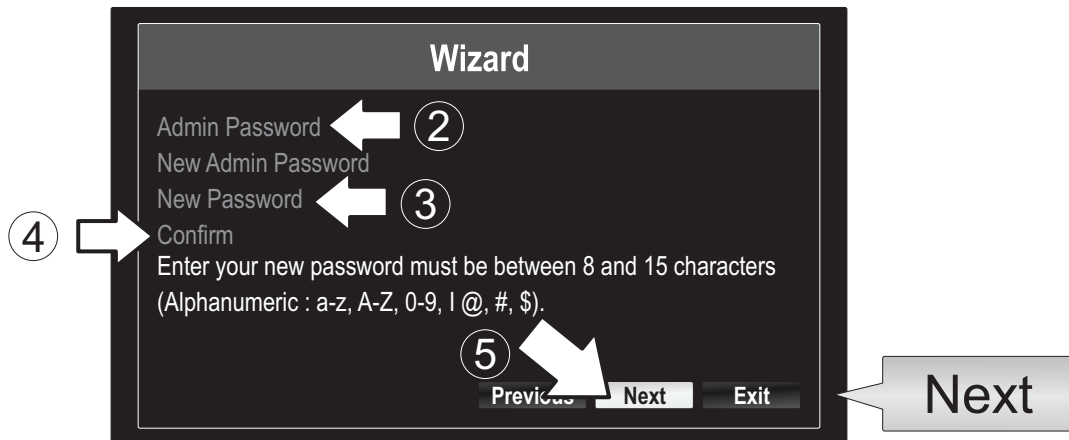 Wizard
Admin Password
②
New Admin Password
New Password
③
④
Confirm
Enter your new password must be between 8 and 15 characters
(Alphanumeric : a-z, A-Z, 0-9, I @, #, $).
⑤
Previous
Next
Exit
Next